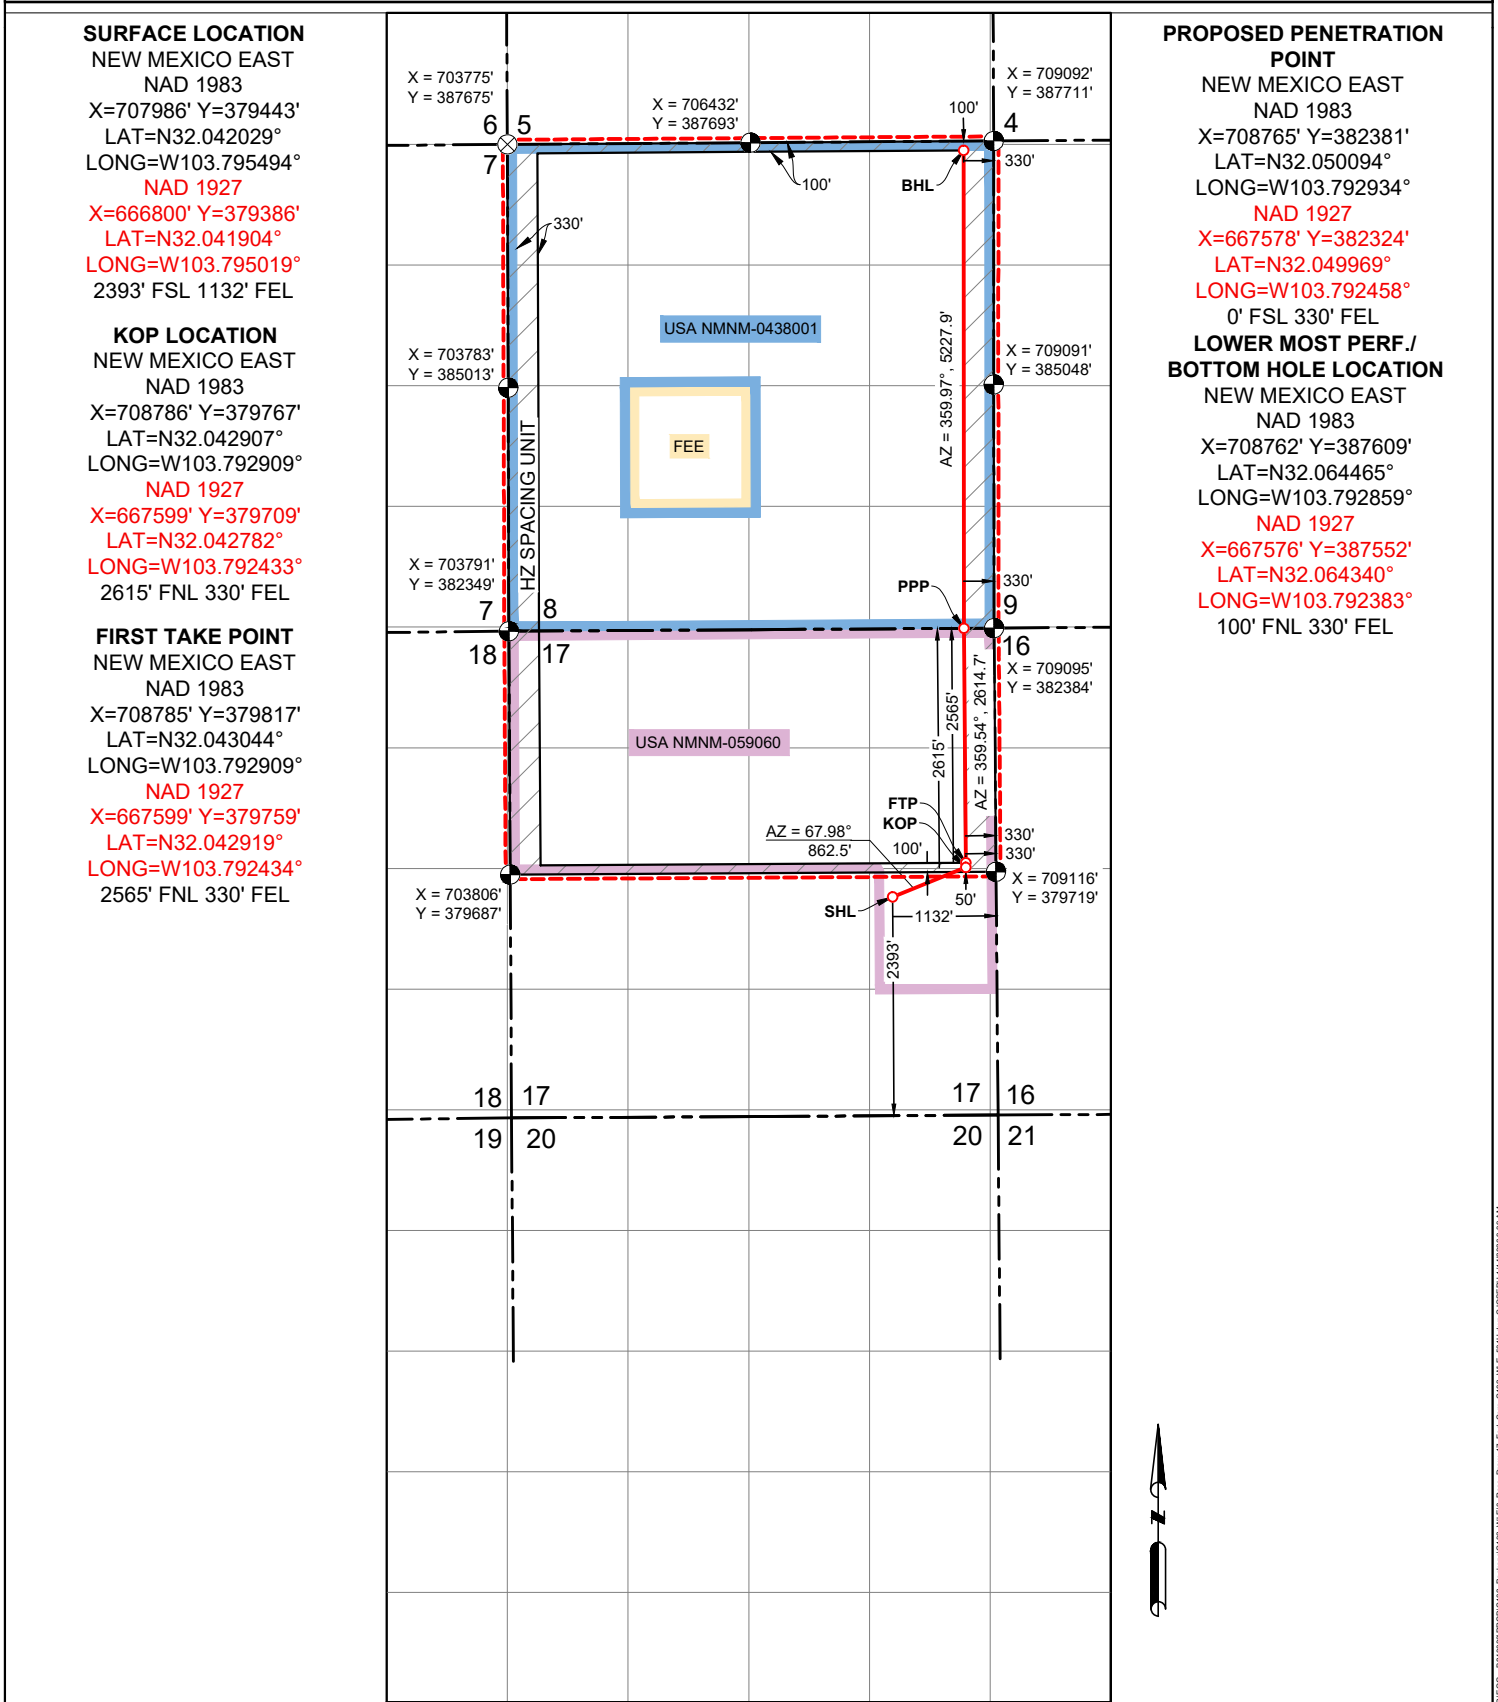 SURFACE LOCATION
NEW MEXICO EAST
NAD 1983
X=707986' Y=379443'
LAT=N32.042029°
LONG=W103.795494°
NAD 1927
X=666800' Y=379386'
LAT=N32.041904°
LONG=W103.795019°
2393' FSL 1132' FEL
KOP LOCATION
NEW MEXICO EAST
NAD 1983
X=708786' Y=379767'
LAT=N32.042907°
LONG=W103.792909°
NAD 1927
X=667599' Y=379709'
LAT=N32.042782°
LONG=W103.792433°
2615' FNL 330' FEL
FIRST TAKE POINT
NEW MEXICO EAST
NAD 1983
X=708785' Y=379817'
LAT=N32.043044°
LONG=W103.792909°
NAD 1927
X=667599' Y=379759'
LAT=N32.042919°
LONG=W103.792434°
2565' FNL 330' FEL
X = 703775'
Y = 387675'
X = 706432'
Y = 387693'
X = 709092'
Y = 387711'
100'
6 5
4
7
330'
100'
BHL
330'
USA NMNM-0438001
AZ = 359.97°, 5227.9'
X = 703783'
Y = 385013'
X = 709091'
Y = 385048'
FEE
HZ SPACING UNIT
X = 703791'
Y = 382349'
PPP
330'
7 8
9
18 17
16
X = 709095'
Y = 382384'
2615'
2565'
AZ = 359.54°, 2614.7'
USA NMNM-059060
FTP
KOP
AZ = 67.98°
862.5'
100'
330'
330'
X = 703806'
Y = 379687'
X = 709116'
Y = 379719'
50'
SHL
1132'
2393'
18 17
17 16
19 20
20 21
PROPOSED PENETRATION
POINT
NEW MEXICO EAST
NAD 1983
X=708765' Y=382381'
LAT=N32.050094°
LONG=W103.792934°
NAD 1927
X=667578' Y=382324'
LAT=N32.049969°
LONG=W103.792458°
0' FSL 330' FEL
LOWER MOST PERF./
BOTTOM HOLE LOCATION
NEW MEXICO EAST
NAD 1983
X=708762' Y=387609'
LAT=N32.064465°
LONG=W103.792859°
NAD 1927
X=667576' Y=387552'
LAT=N32.064340°
LONG=W103.792383°
100' FNL 330' FEL
Z